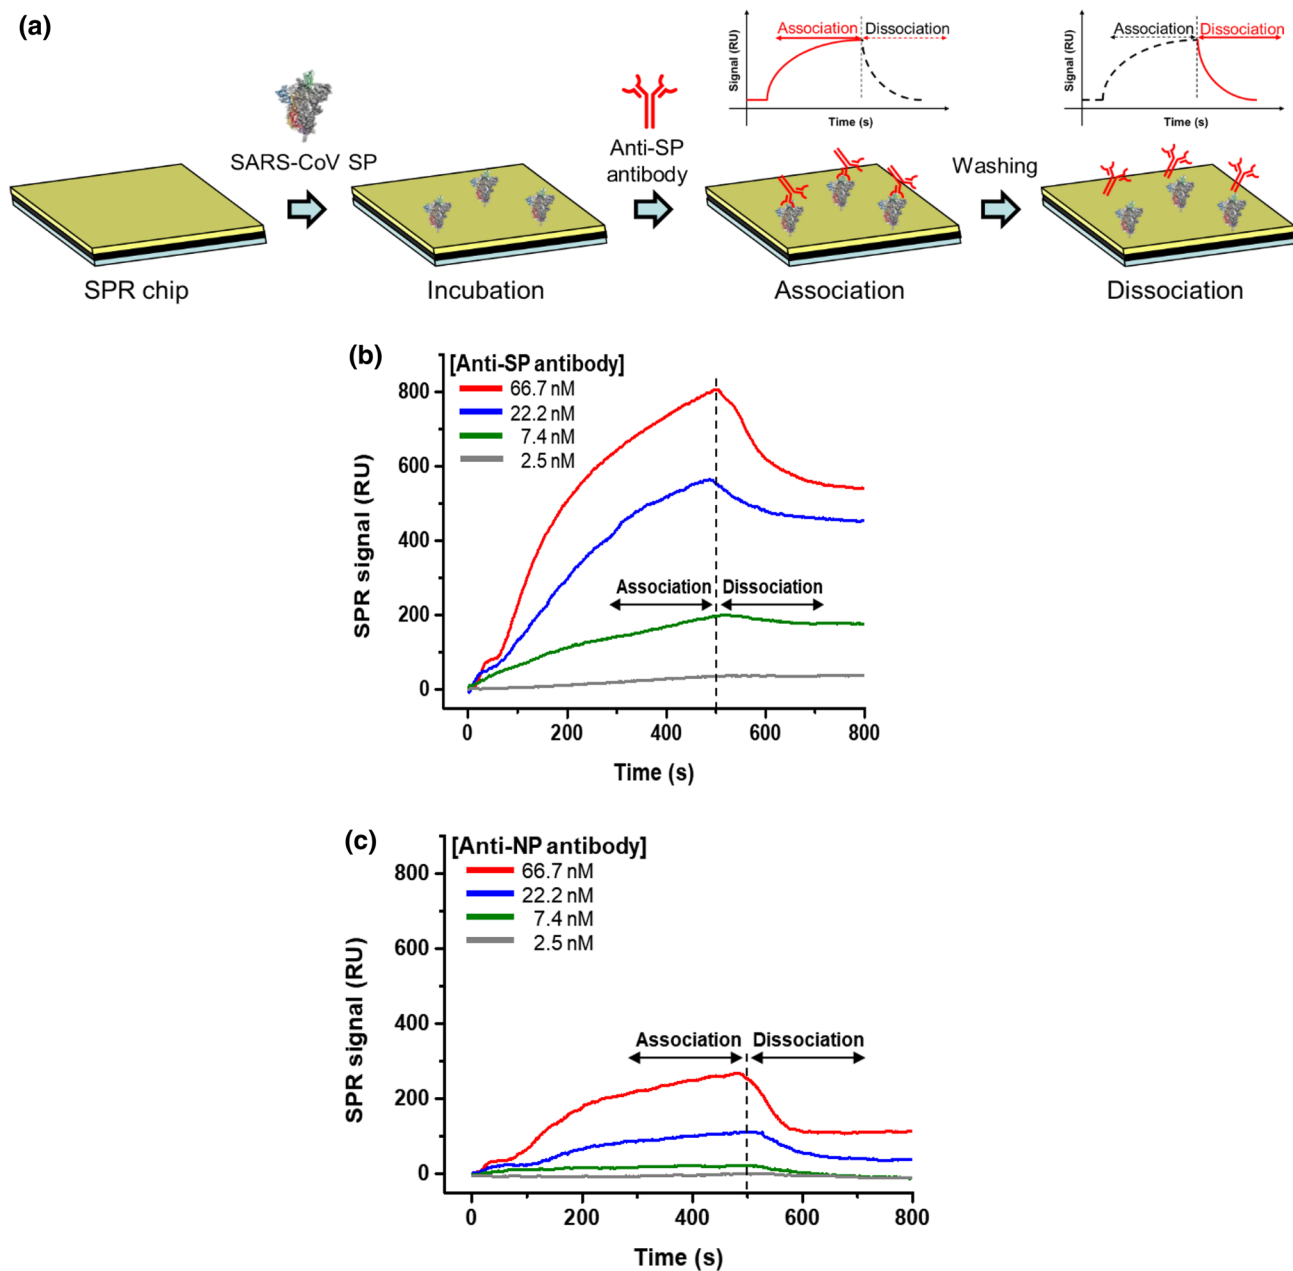 (a)
Association Dissociation
Signal (RU)
Time (s)
Association Dissociation
Signal (RU)
Time (s)
SARS-CoV SP
Anti-SP
antibody
Washing
SPR chip
Incubation
Association
Dissociation
(b)
[Anti-SP antibody]
66.7 nM
22.2 nM
7.4 nM
2.5 nM
800
600
400
200
0
SPR signal (RU)
Association Dissociation
0 200 400 600 800
Time (s)
(c)
[Anti-NP antibody]
66.7 nM
22.2 nM
7.4 nM
2.5 nM
800
600
400
200
0
SPR signal (RU)
Association Dissociation
0 200 400 600 800
Time (s)